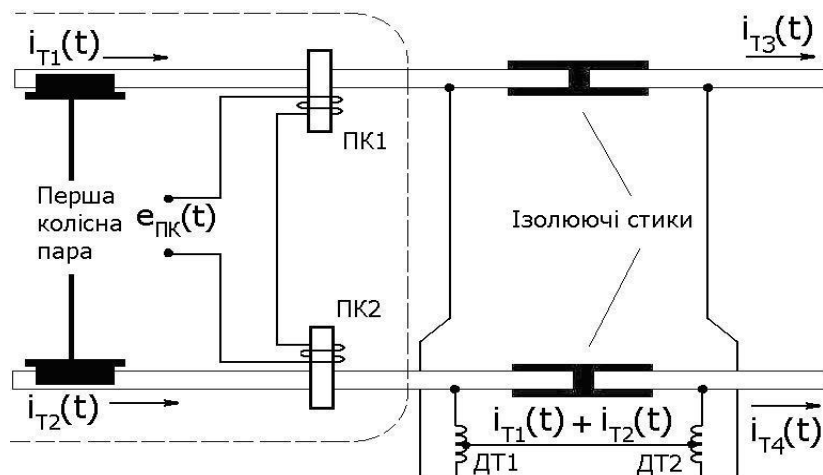 i_T1(t)
i_T3(t)
ПК1
Перша
колісна
пара
e_ПК(t)
Ізолюючі стики
ПК2
i_T2(t)
i_T1(t) + i_T2(t)
i_T4(t)
ДТ1
ДТ2